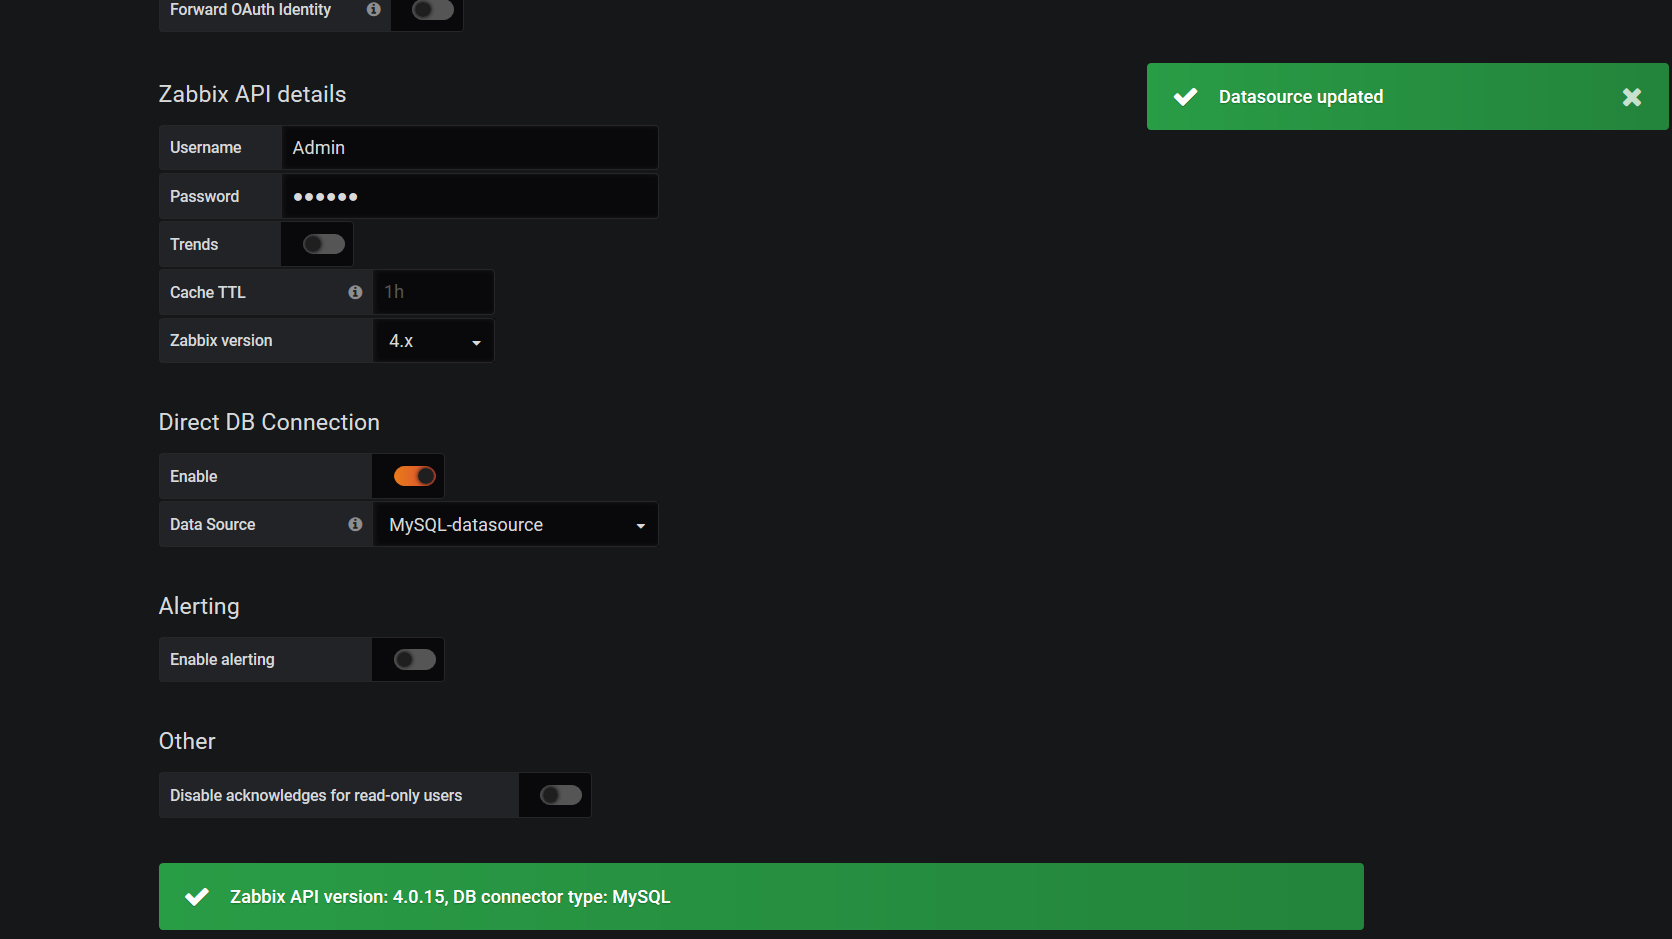 Forward OAuth Identity
Datasource updated
Zabbix API details
Username Admin
Password ••••••
Trends
Cache TTL 1h
Zabbix version 4.x
Direct DB Connection
Enable
Data Source MySQL-datasource
Alerting
Enable alerting
Other
Disable acknowledges for read-only users
Zabbix API version: 4.0.15, DB connector type: MySQL